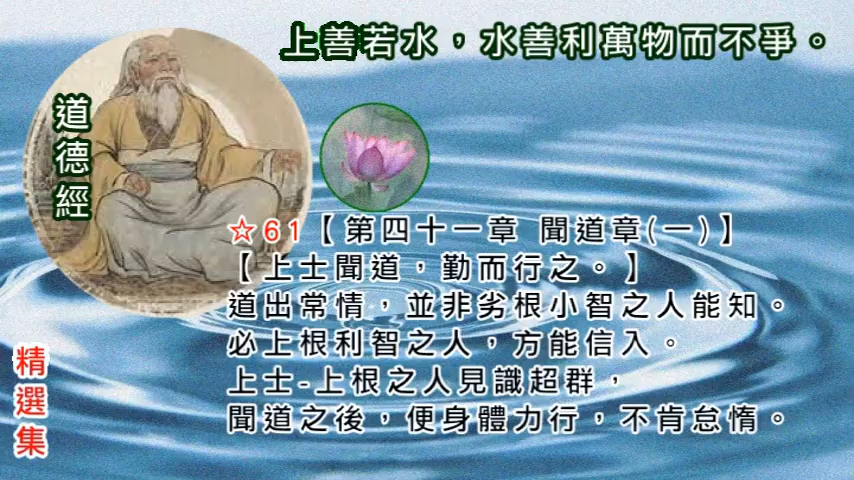 上善若水，水善利萬物而不爭。
道德經
☆61【第四十一章 聞道章(一)】
【上士聞道，勤而行之。】
道出常情，並非劣根小智之人能知。
必上根利智之人，方能信入。
上士-上根之人見識超群，
聞道之後，便身體力行，不肯怠惰。
精選集